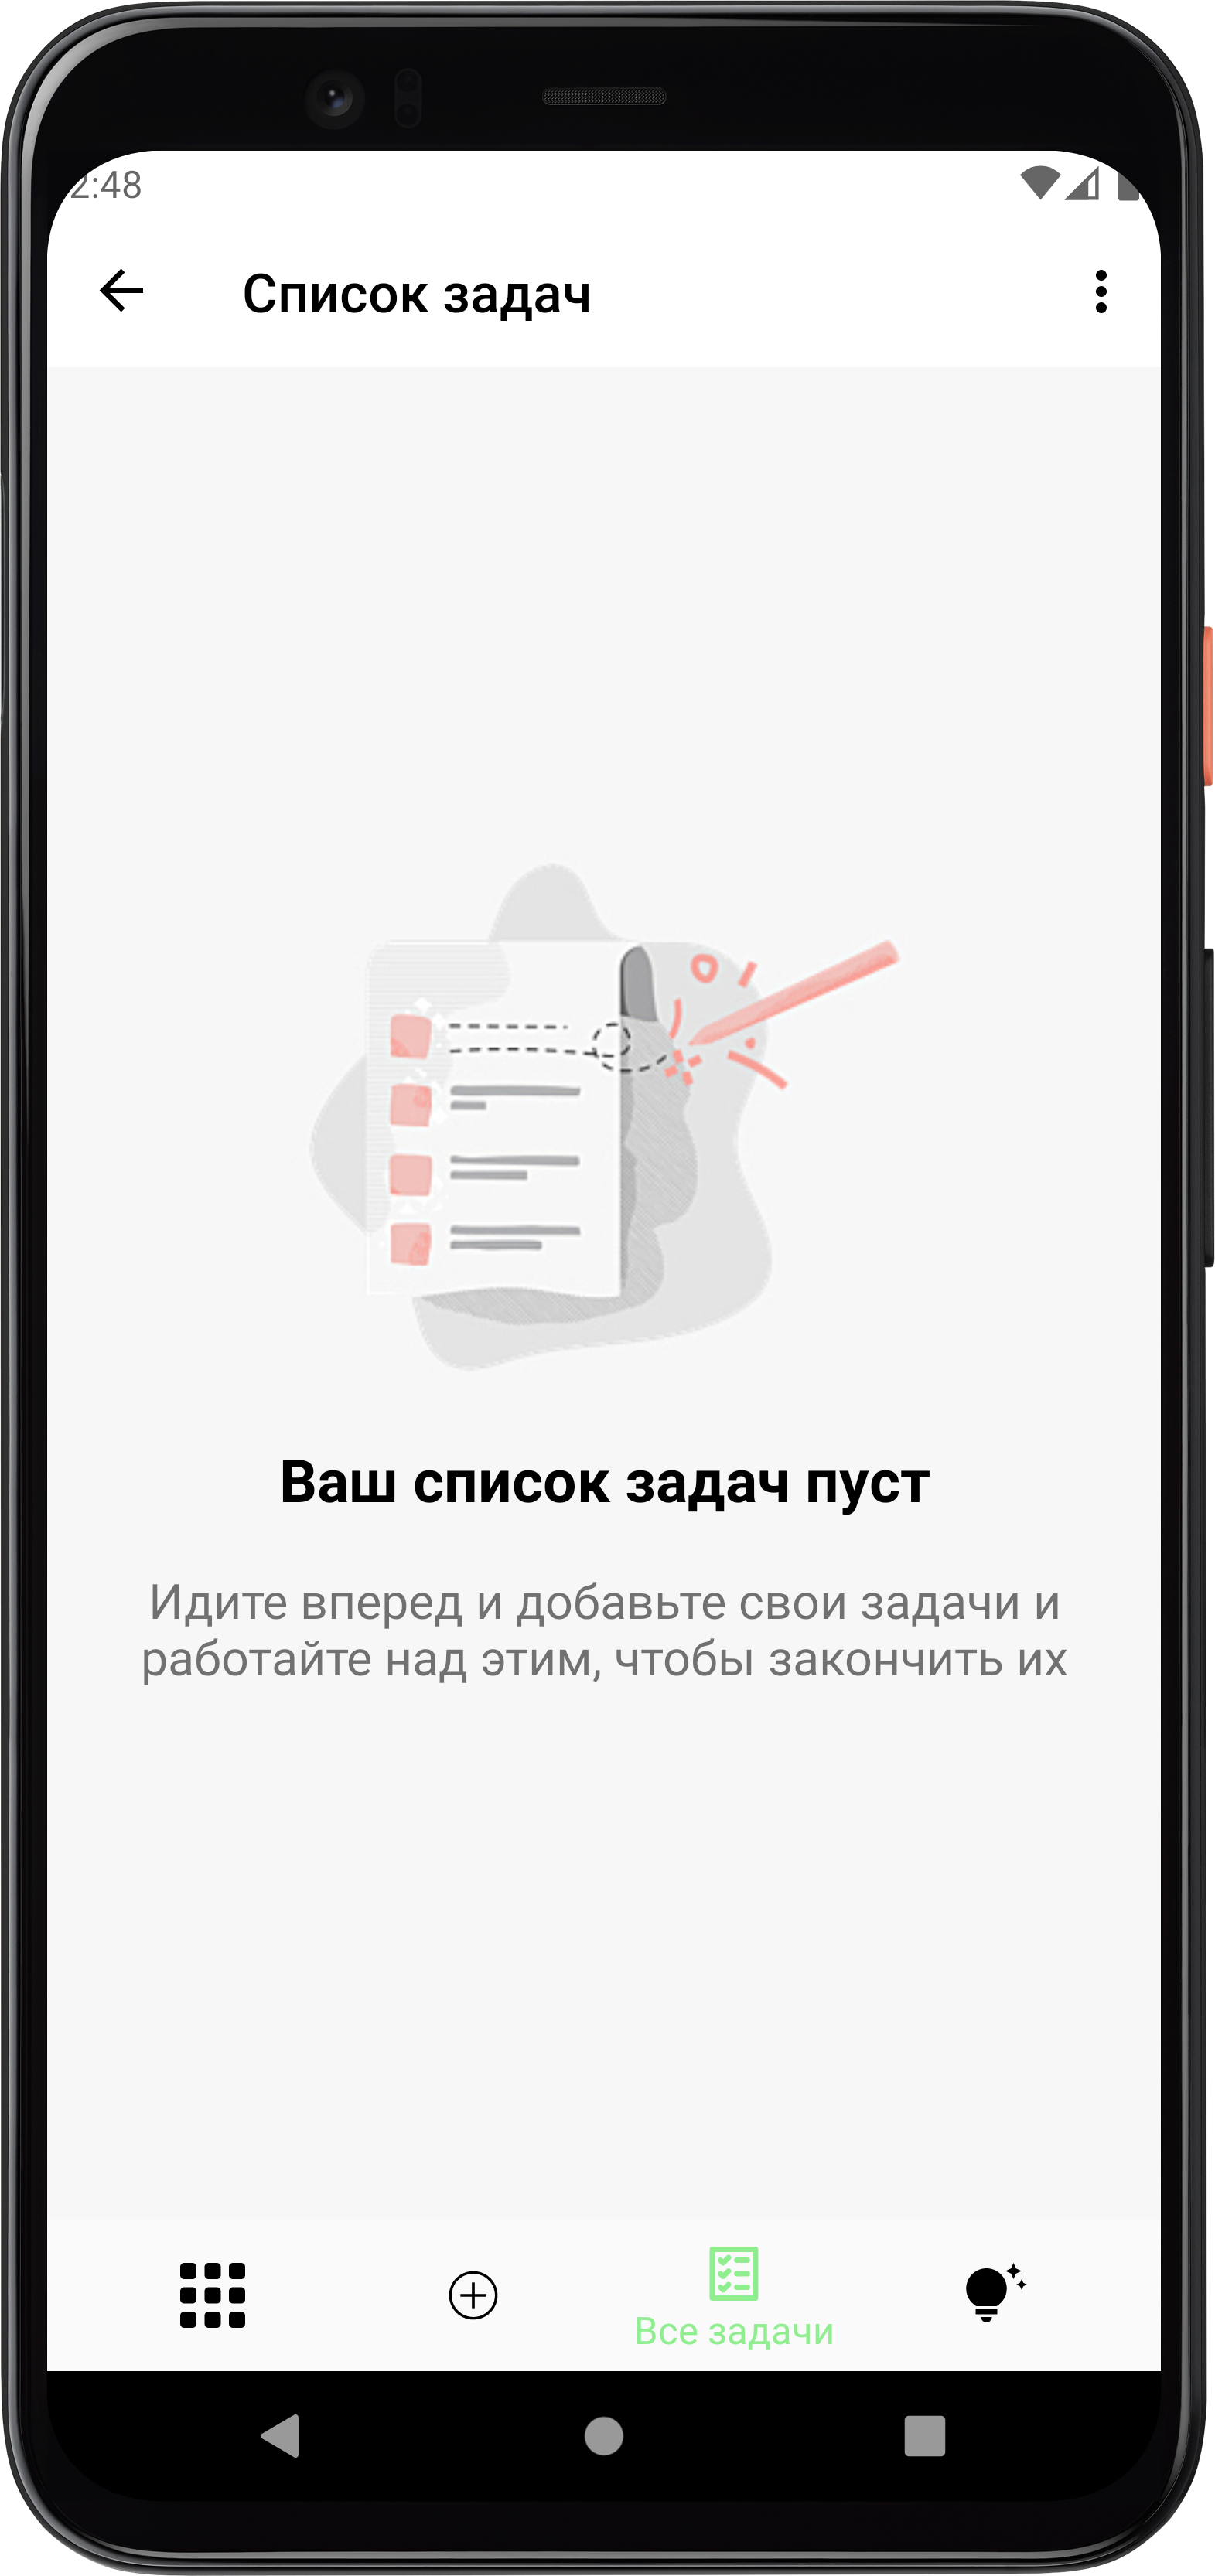 2:48
Список задач
Ваш список задач пуст
Идите вперед и добавьте свои задачи и
работайте над этим, чтобы закончить их
Все задачи